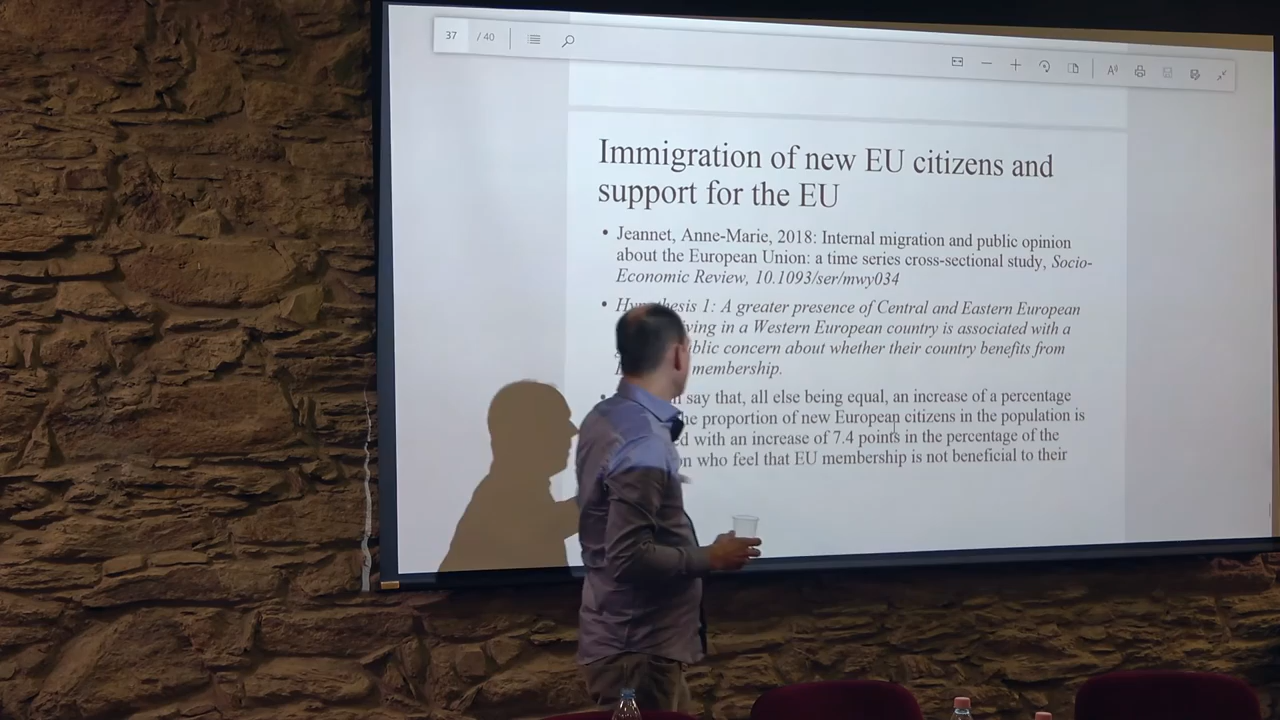 37 / 40
Immigration of new EU citizens and
support for the EU
• Jeannet, Anne-Marie, 2018: Internal migration and public opinion
about the European Union: a time series cross-sectional study, Socio-
Economic Review, 10.1093/ser/mwy034
• Hypothesis 1: A greater presence of Central and Eastern European
living in a Western European country is associated with a
public concern about whether their country benefits from
membership.
• say that, all else being equal, an increase of a percentage
the proportion of new European citizens in the population is
with an increase of 7.4 points in the percentage of the
who feel that EU membership is not beneficial to their